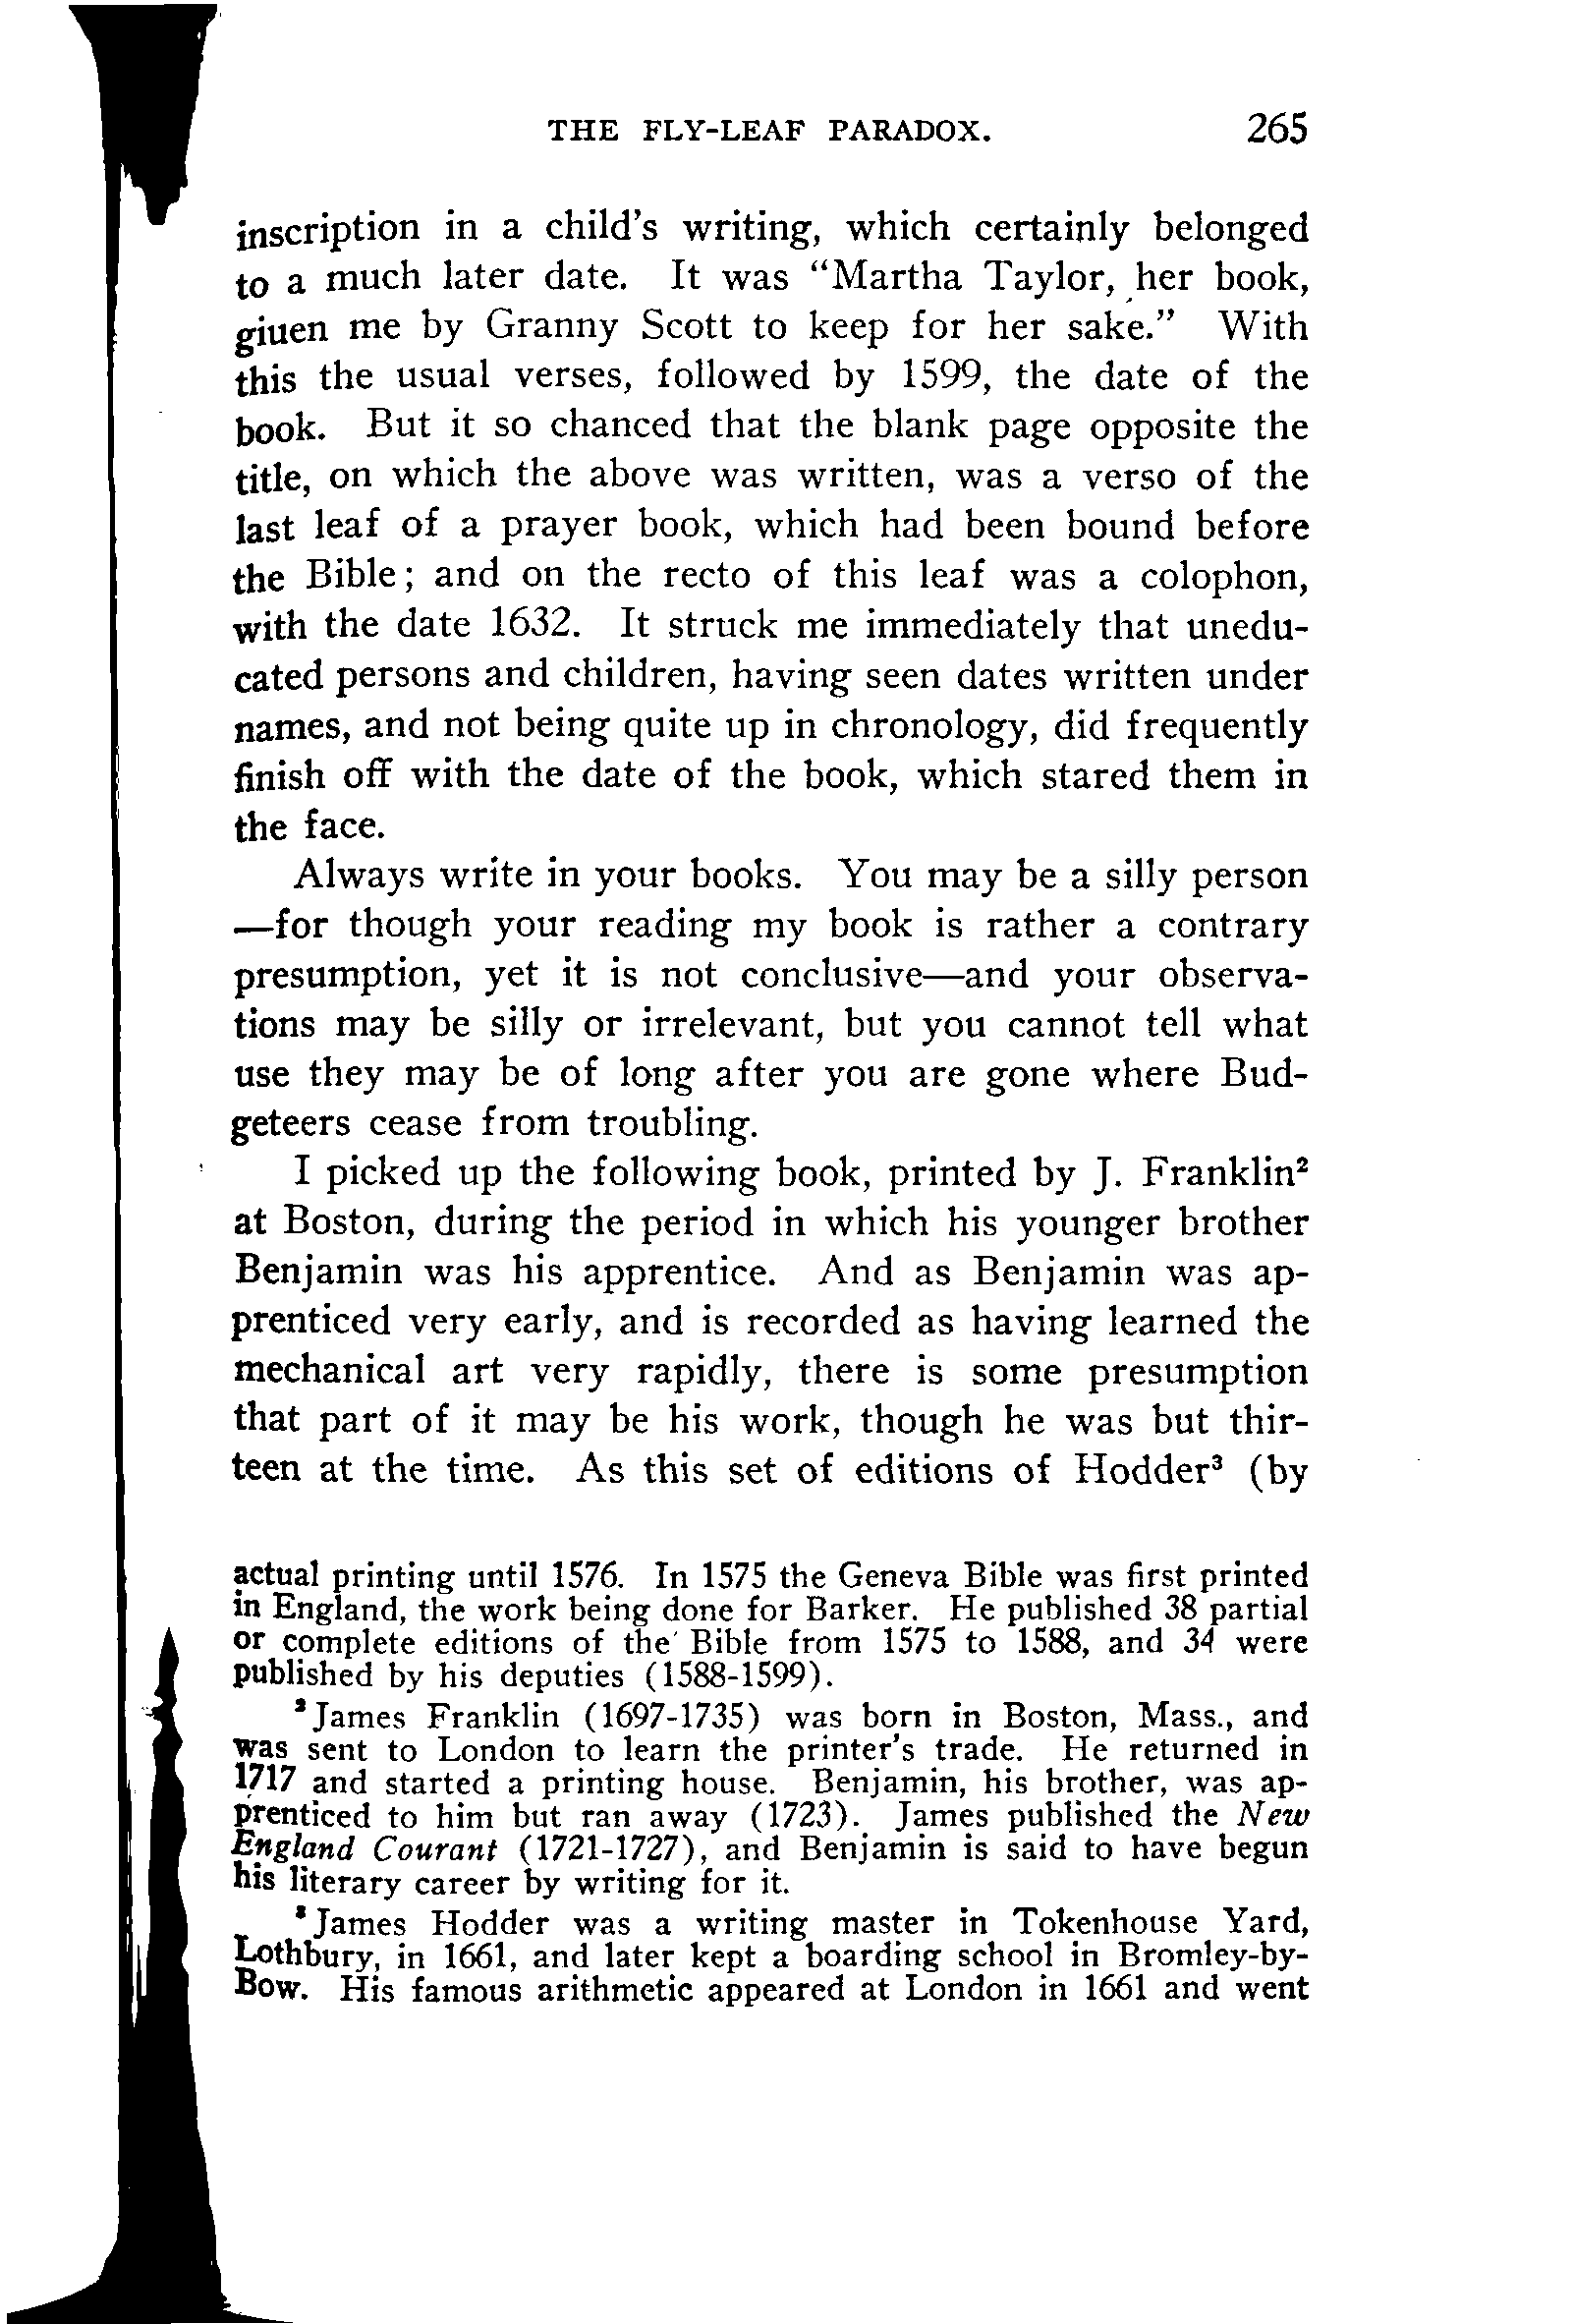 THE FLY-LEAF PARADOX. 265
inscription in a child's writing, which certainly belonged
to a much later date. It was “Martha Taylor, her book,
giuen me by Granny Scott to keep for her sake.” With
this the usual verses, followed by 1599, the date of the
book. But it so chanced that the blank page opposite the
title, on which the above was written, was a verso of the
last leaf of a prayer book, which had been bound before
the Bible; and on the recto of this leaf was a colophon,
with the date 1632. It struck me immediately that unedu-
cated persons and children, having seen dates written under
names, and not being quite up in chronology, did frequently
finish off with the date of the book, which stared them in
the face.
Always write in your books. You may be a silly person
—for though your reading my book is rather a contrary
presumption, yet it is not conclusive—and your observa-
tions may be silly or irrelevant, but you cannot tell what
use they may be of long after you are gone where Bud-
geteers cease from troubling.
I picked up the following book, printed by J. Franklin²
at Boston, during the period in which his younger brother
Benjamin was his apprentice. And as Benjamin was ap-
prenticed very early, and is recorded as having learned the
mechanical art very rapidly, there is some presumption
that part of it may be his work, though he was but thir-
teen at the time. As this set of editions of Hodder³ (by
actual printing until 1576. In 1575 the Geneva Bible was first printed
in England, the work being done for Barker. He published 38 partial
or complete editions of the Bible from 1575 to 1588, and 34 were
published by his deputies (1588-1599).
²James Franklin (1697-1735) was born in Boston, Mass., and
was sent to London to learn the printer's trade. He returned in
1717 and started a printing house. Benjamin, his brother, was ap-
prenticed to him but ran away (1723). James published the New
England Courant (1721-1727), and Benjamin is said to have begun
his literary career by writing for it.
³James Hodder was a writing master in Tokenhouse Yard,
Lothbury, in 1661, and later kept a boarding school in Bromley-by-
Bow. His famous arithmetic appeared at London in 1661 and went